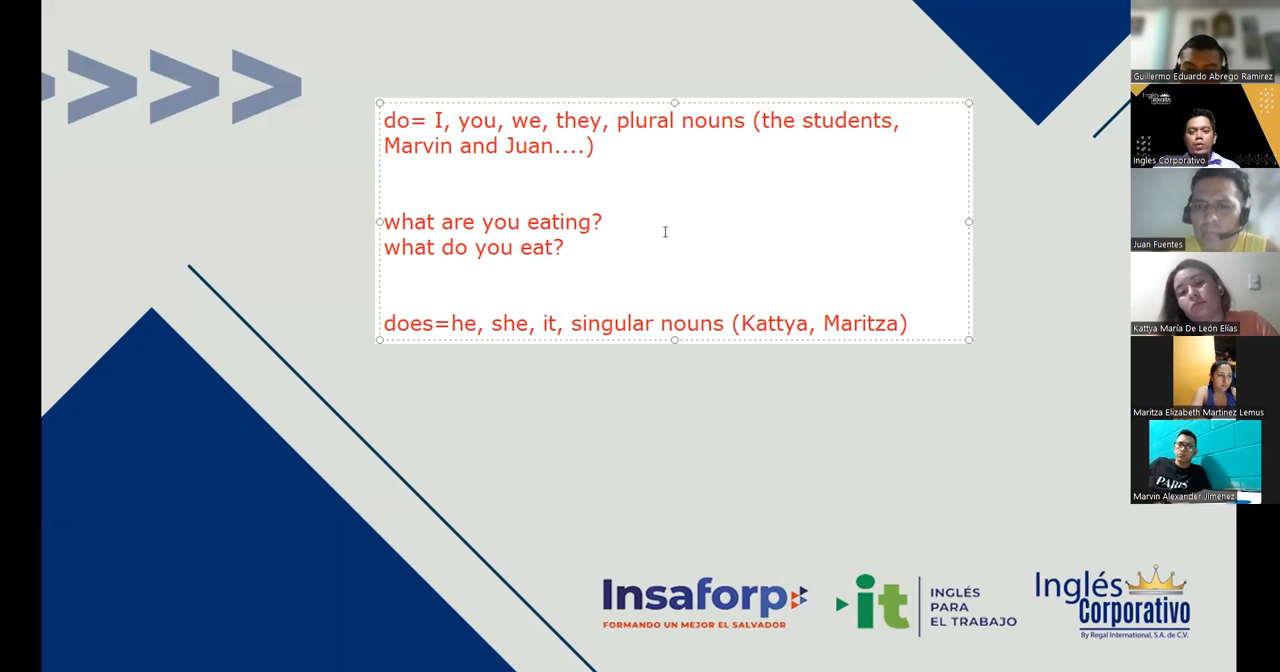 do= I, you, we, they, plural nouns (the students,
Marvin and Juan....)
what are you eating?
what do you eat?
does=he, she, it, singular nouns (Kattya, Maritza)
Insaforp
FORMANDO UN MEJOR EL SALVADOR
it
INGLÉS
PARA
EL TRABAJO
Inglés
Corporativo
By Regal International, S.A. de C.V.
Guillermo Eduardo Abrego Ramirez
Inglés Corporativo
Ingles Corporativo
Juan Fuentes
Kattya María De León Elías
Maritza Elizabeth Martinez Lemus
PARIS
Marvin Alexander Jiménez